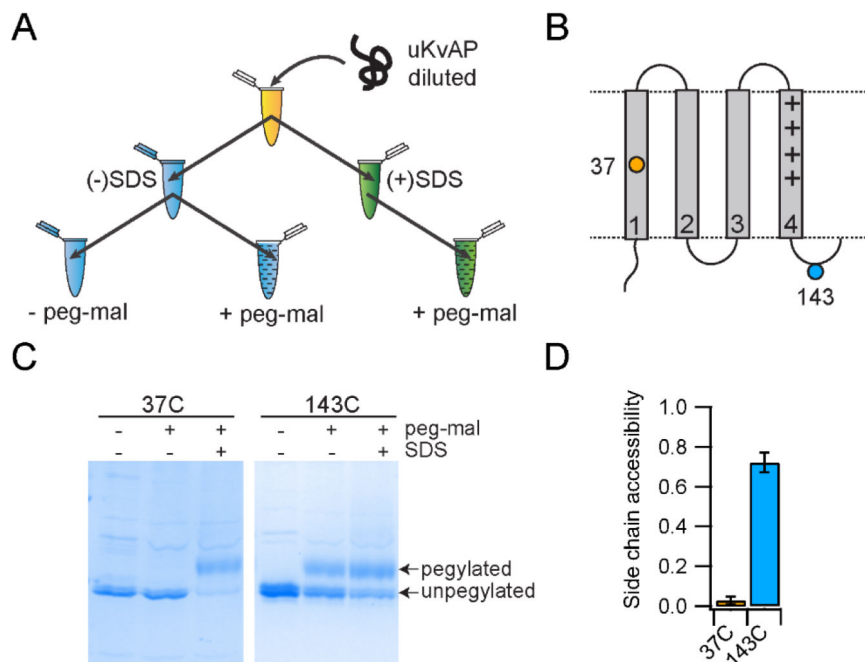 A
uKvAP
diluted
(-)SDS
(+)SDS
- peg-mal
+ peg-mal
+ peg-mal
B
37
1
2
3
4
+
+
+
+
143
C
37C
143C
- + + - + + peg-mal
- - + - - + SDS
pegylated
unpegylated
D
Side chain accessibility
1.0
0.8
0.6
0.4
0.2
0.0
37C
143C